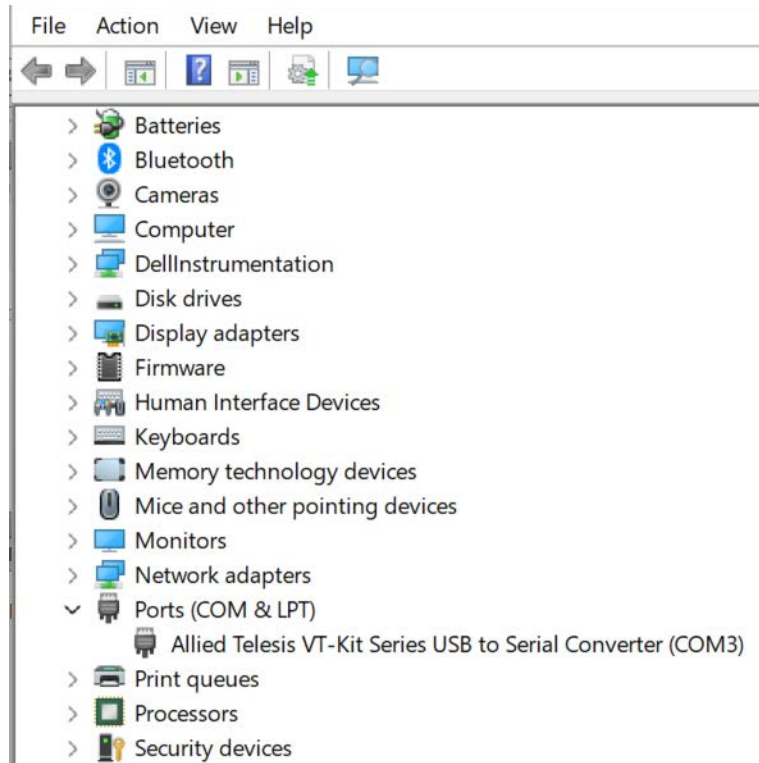 File Action View Help
Batteries
Bluetooth
Cameras
Computer
DellInstrumentation
Disk drives
Display adapters
Firmware
Human Interface Devices
Keyboards
Memory technology devices
Mice and other pointing devices
Monitors
Network adapters
Ports (COM & LPT)
Allied Telesis VT-Kit Series USB to Serial Converter (COM3)
Print queues
Processors
Security devices